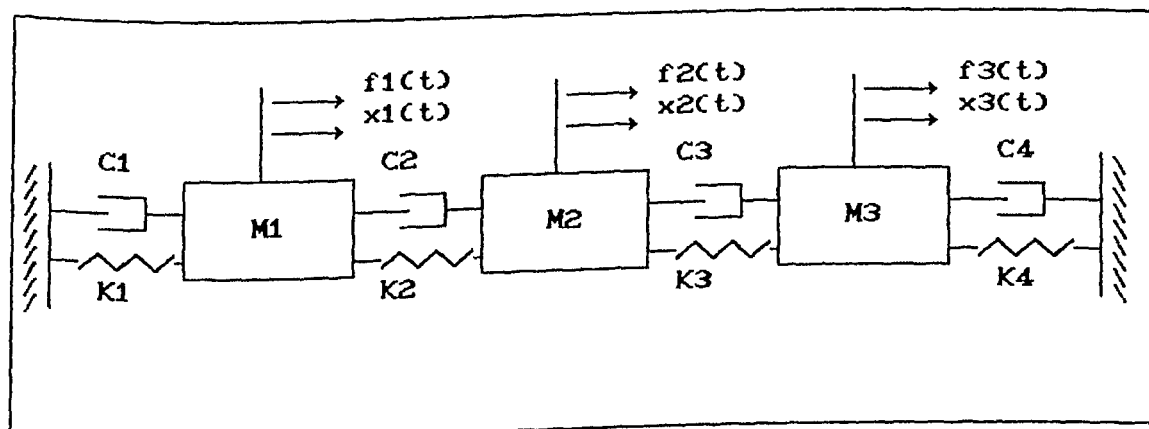 f1(t)
x1(t)
f2(t)
x2(t)
f3(t)
x3(t)
C1
C2
C3
C4
M1
M2
M3
K1
K2
K3
K4